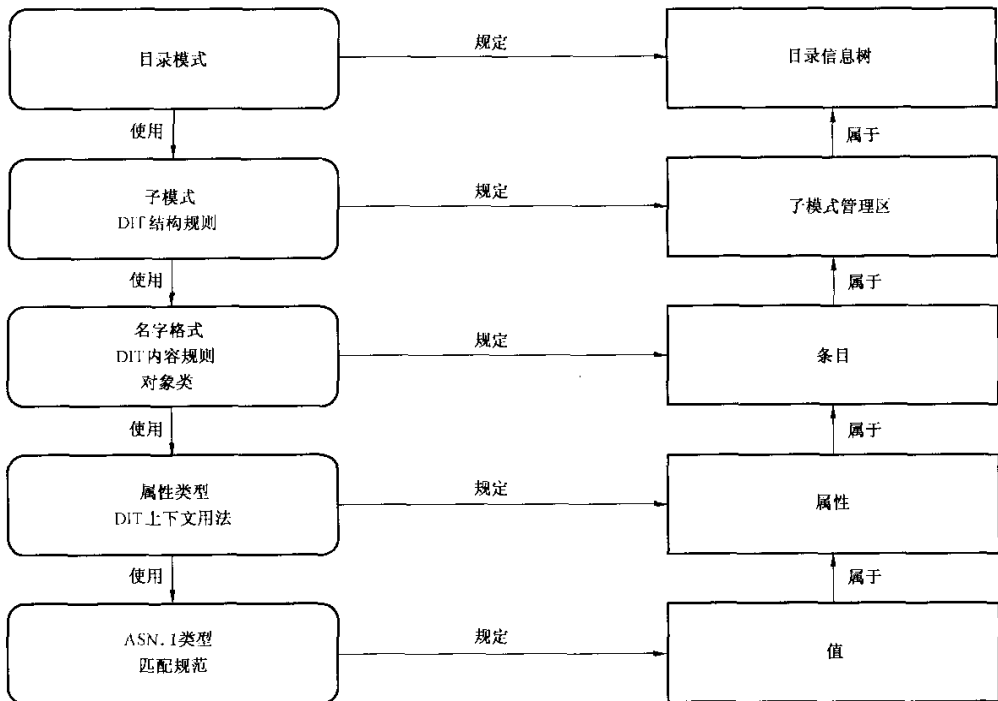 目录模式
规定
目录信息树
使用
属于
子模式
DIT结构规则
规定
子模式管理区
使用
属于
名字格式
DIT内容规则
对象类
规定
条目
使用
属于
属性类型
DIT上下文用法
规定
属性
使用
属于
ASN.1类型
匹配规范
规定
值